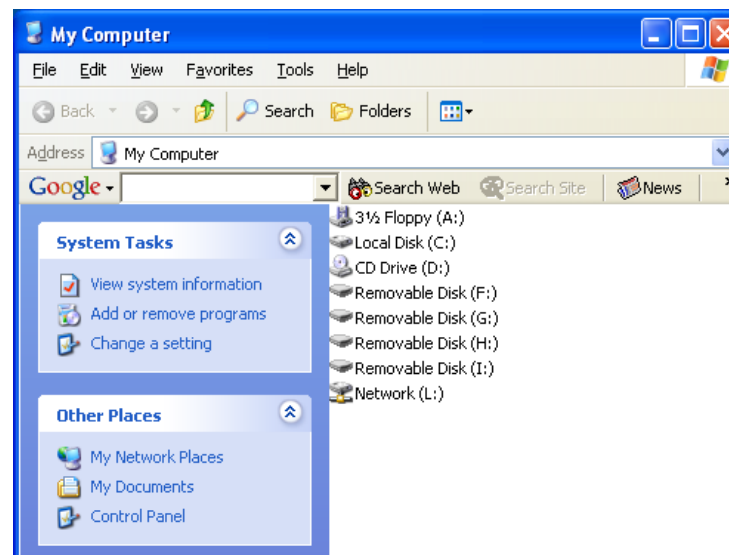 My Computer
File Edit View Favorites Tools Help
Back Search Folders
Address My Computer
Google Search Web Search Site News
System Tasks
View system information
Add or remove programs
Change a setting
Other Places
My Network Places
My Documents
Control Panel
3½ Floppy (A:)
Local Disk (C:)
CD Drive (D:)
Removable Disk (F:)
Removable Disk (G:)
Removable Disk (H:)
Removable Disk (I:)
Network (L:)